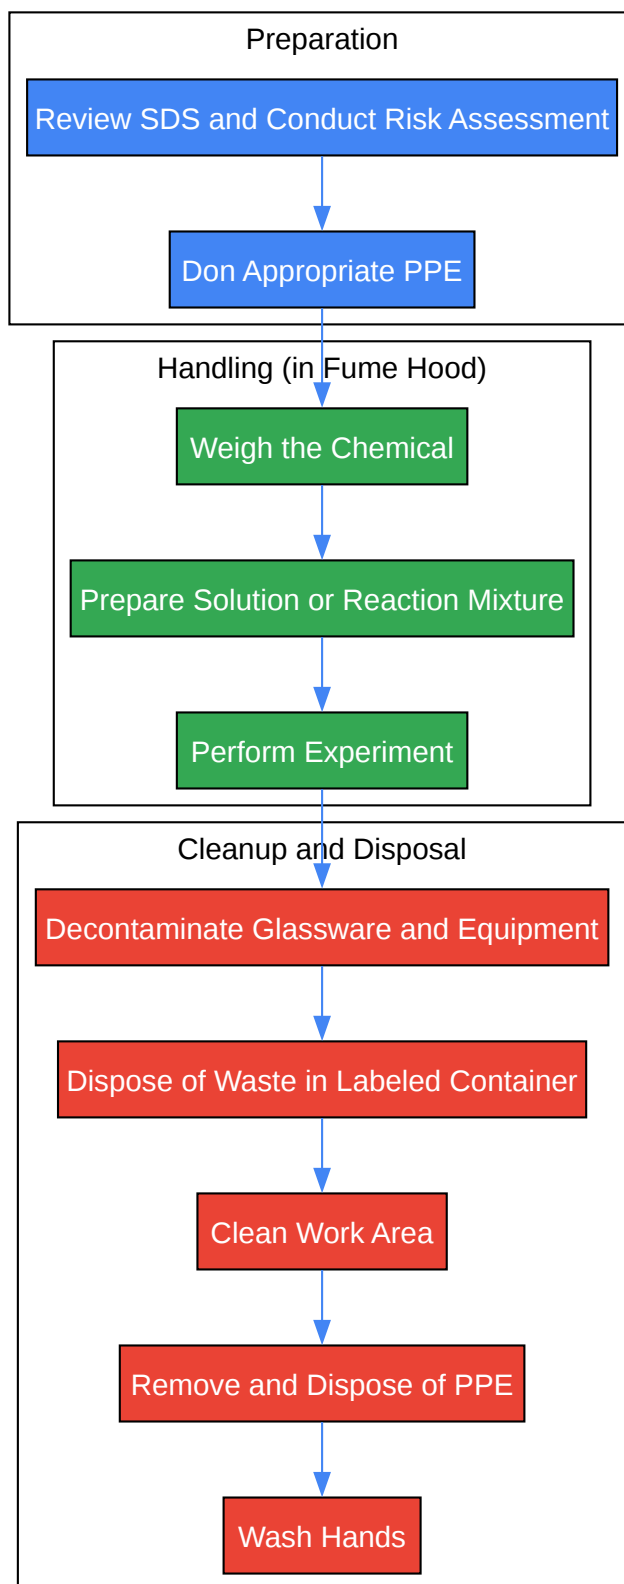 Preparation
Review SDS and Conduct Risk Assessment
Don Appropriate PPE
Handling (in Fume Hood)
Weigh the Chemical
Prepare Solution or Reaction Mixture
Perform Experiment
Cleanup and Disposal
Decontaminate Glassware and Equipment
Dispose of Waste in Labeled Container
Clean Work Area
Remove and Dispose of PPE
Wash Hands